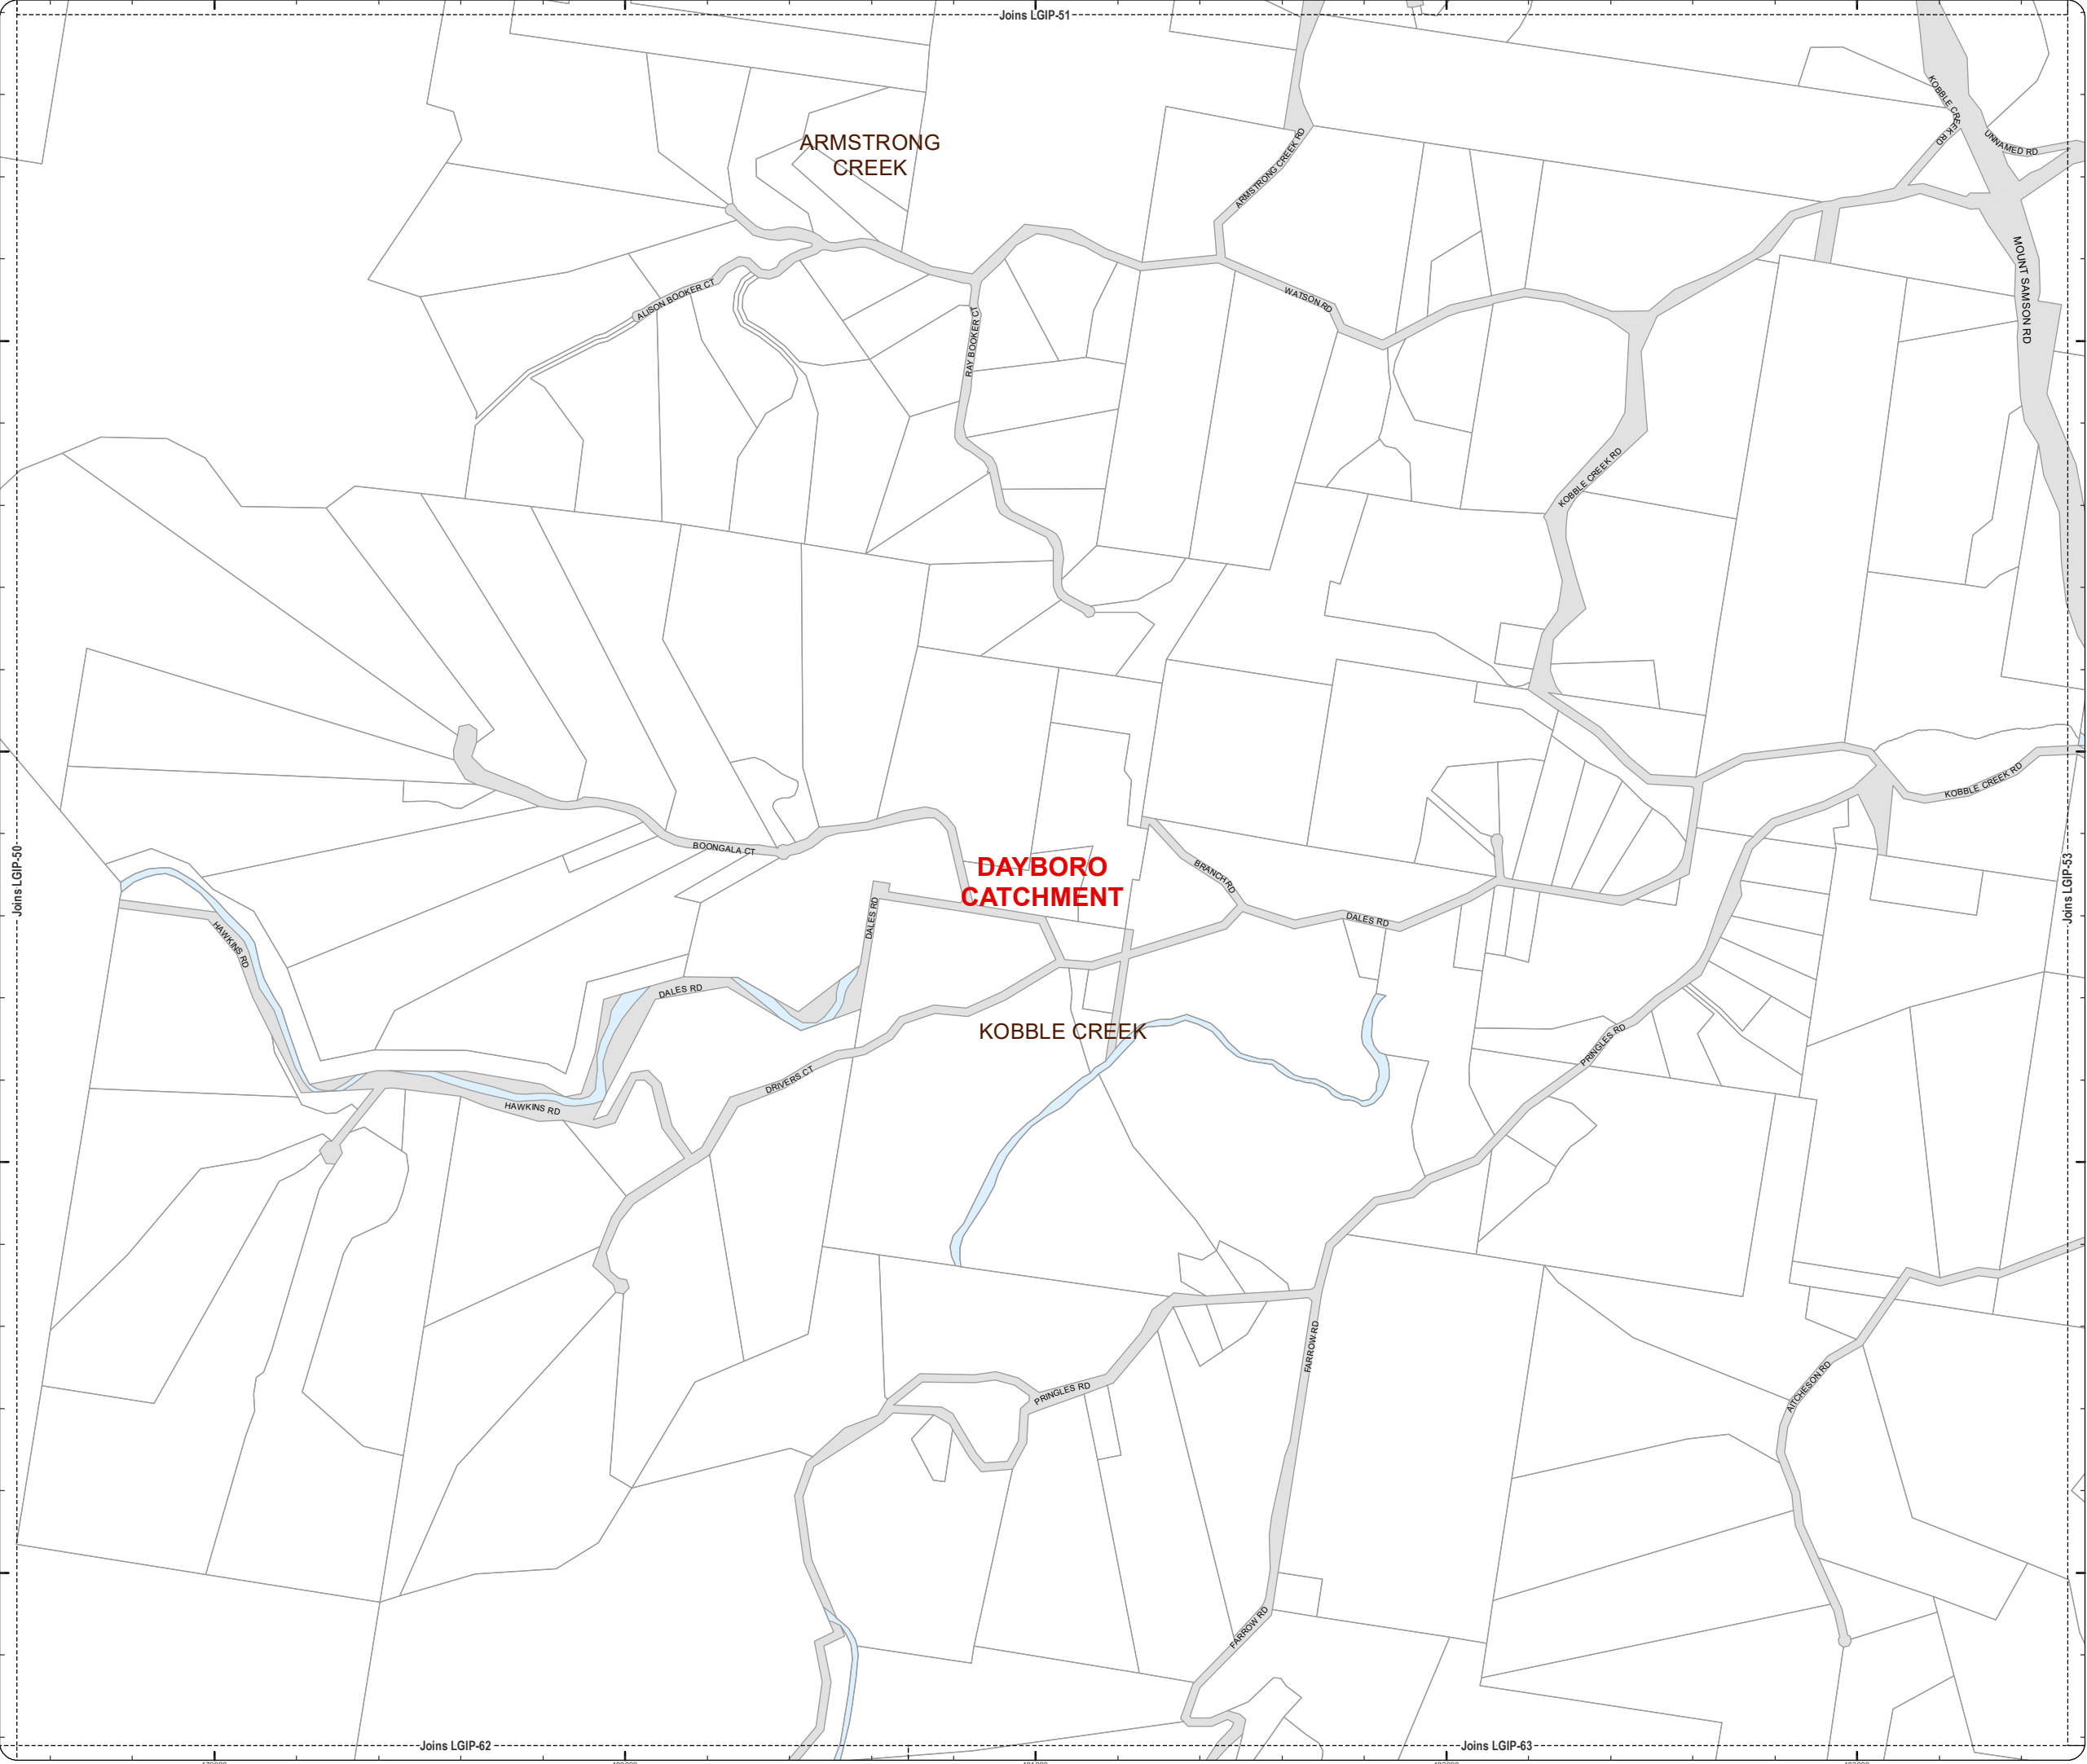 Joins LGIP-51
KOBBLE CREEK RD
UNNAMED RD
ARMSTRONG
CREEK
ARMSTRONG CREEK RD
MOUNT SAMSON RD
ALISON BOOKER CT
WATSON RD
RAY BOOKER CT
KOBBLE CREEK RD
KOBBLE CREEK RD
BOONGALA CT
DAYBORO
CATCHMENT
BRANCH RD
Joins LGIP-50
Joins LGIP-53
DALES RD
DALES RD
HAWKINS RD
DALES RD
KOBBLE CREEK
PRINGLES RD
DRIVERS CT
HAWKINS RD
FARROW RD
PRINGLES RD
AITCHESON RD
FARROW RD
Joins LGIP-62
Joins LGIP-63